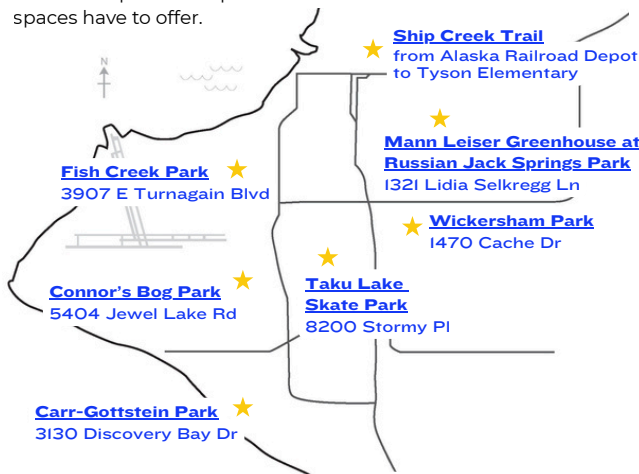 spaces have to offer.
Ship Creek Trail
from Alaska Railroad Depot
to Tyson Elementary
N
Mann Leiser Greenhouse at
Russian Jack Springs Park
1321 Lidia Selkregg Ln
Fish Creek Park
3907 E Turnagain Blvd
Wickersham Park
1470 Cache Dr
Taku Lake
Skate Park
8200 Stormy Pl
Connor's Bog Park
5404 Jewel Lake Rd
Carr-Gottstein Park
3130 Discovery Bay Dr